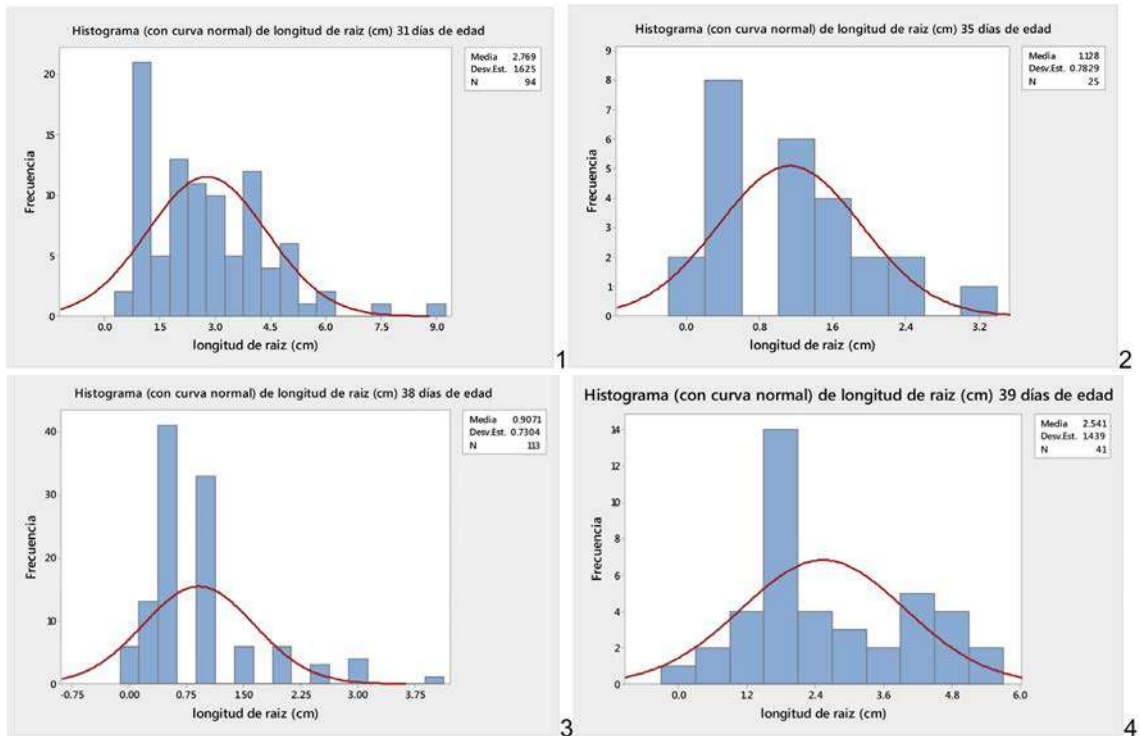 Histograma (con curva normal) de longitud de raiz (cm) 31 días de edad
Media 2.769
Desv.Est. 1.625
N 94
Frecuencia
20
15
10
5
0
0.0 1.5 3.0 4.5 6.0 7.5 9.0
longitud de raiz (cm)
1
Histograma (con curva normal) de longitud de raiz (cm) 35 días de edad
Media 1.128
Desv.Est. 0.7829
N 25
Frecuencia
9
8
7
6
5
4
3
2
1
0
0.0 0.8 1.6 2.4 3.2
longitud de raiz (cm)
2
Histograma (con curva normal) de longitud de raiz (cm) 38 días de edad
Media 0.9071
Desv.Est. 0.7304
N 113
Frecuencia
40
30
20
10
0
-0.75 0.00 0.75 1.50 2.25 3.00 3.75
longitud de raiz (cm)
3
Histograma (con curva normal) de longitud de raiz (cm) 39 días de edad
Media 2.541
Desv.Est. 1.439
N 41
Frecuencia
14
12
10
8
6
4
2
0
0.0 1.2 2.4 3.6 4.8 6.0
longitud de raiz (cm)
4